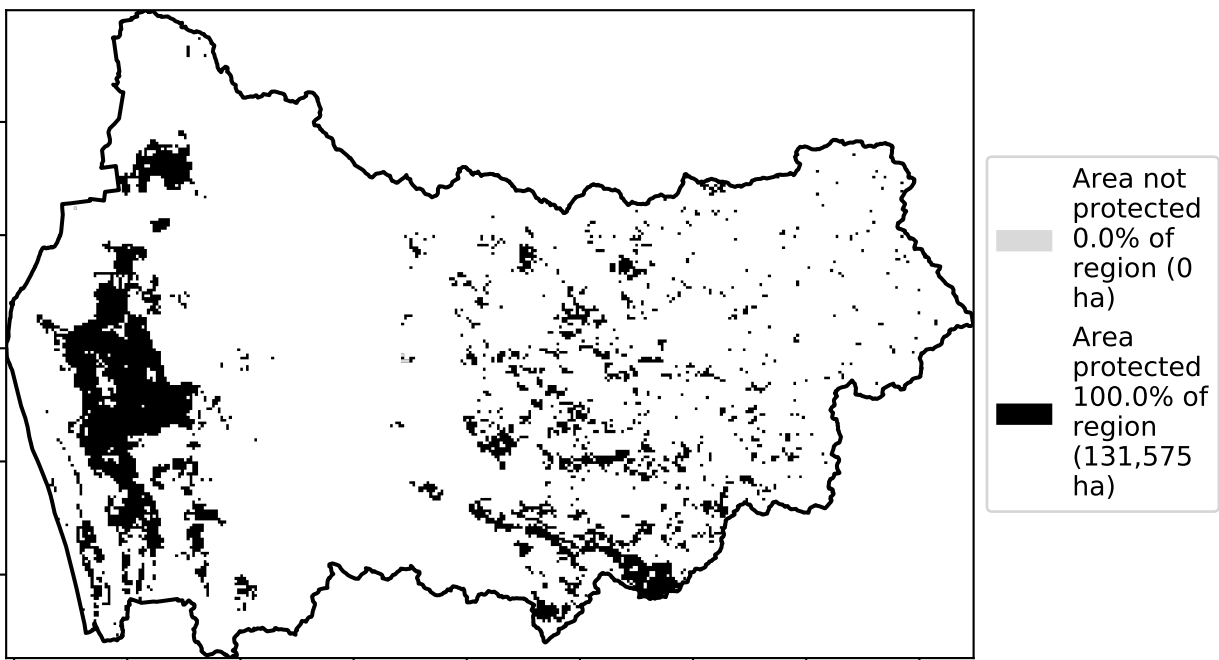 Area not
protected
0.0% of
region (0
ha)
Area
protected
100.0% of
region
(131,575
ha)